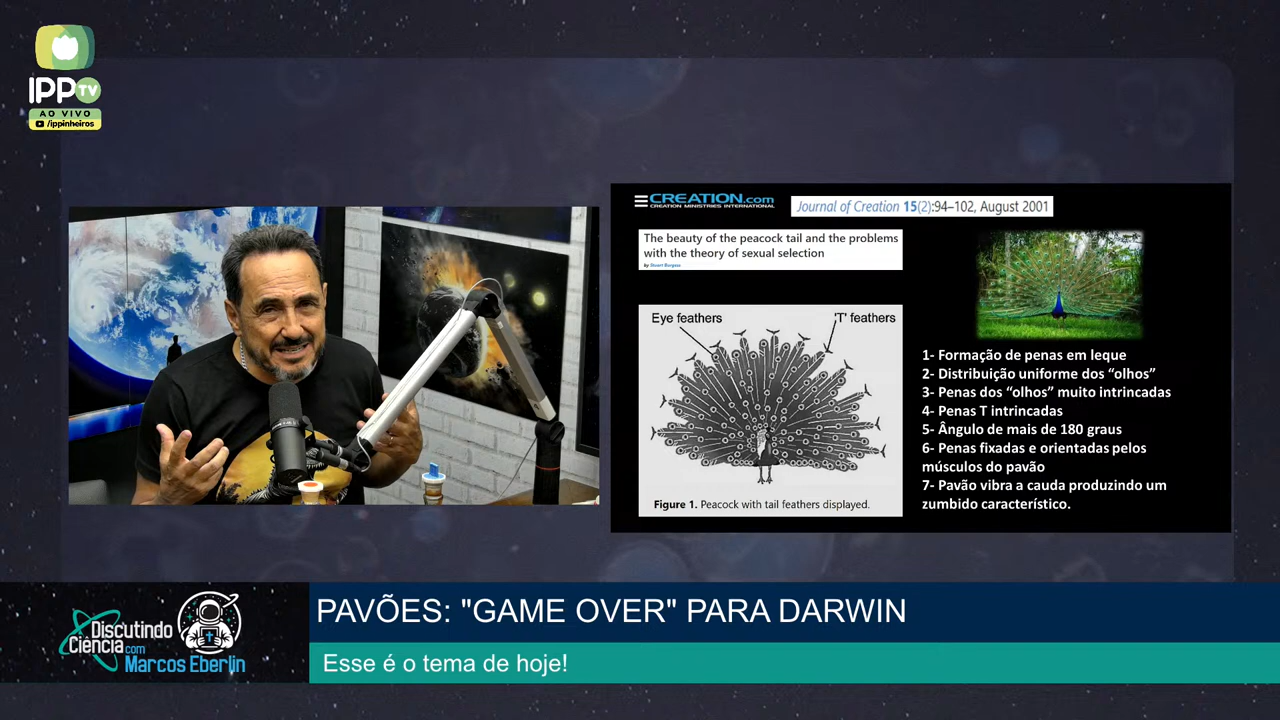 IPPTV
AO VIVO
/ippinheiros
CREATION.com
CREATION MINISTRIES INTERNATIONAL
Journal of Creation 15(2):94–102, August 2001
The beauty of the peacock tail and the problems
with the theory of sexual selection
by Stuart Burgess
Eye feathers
'T' feathers
Figure 1. Peacock with tail feathers displayed.
1- Formação de penas em leque
2- Distribuição uniforme dos “olhos”
3- Penas dos “olhos” muito intrincadas
4- Penas T intrincadas
5- Ângulo de mais de 180 graus
6- Penas fixadas e orientadas pelos
músculos do pavão
7- Pavão vibra a cauda produzindo um
zumbido característico.
Discutindo
Ciência com
Marcos Eberlin
PAVÕES: "GAME OVER" PARA DARWIN
Esse é o tema de hoje!